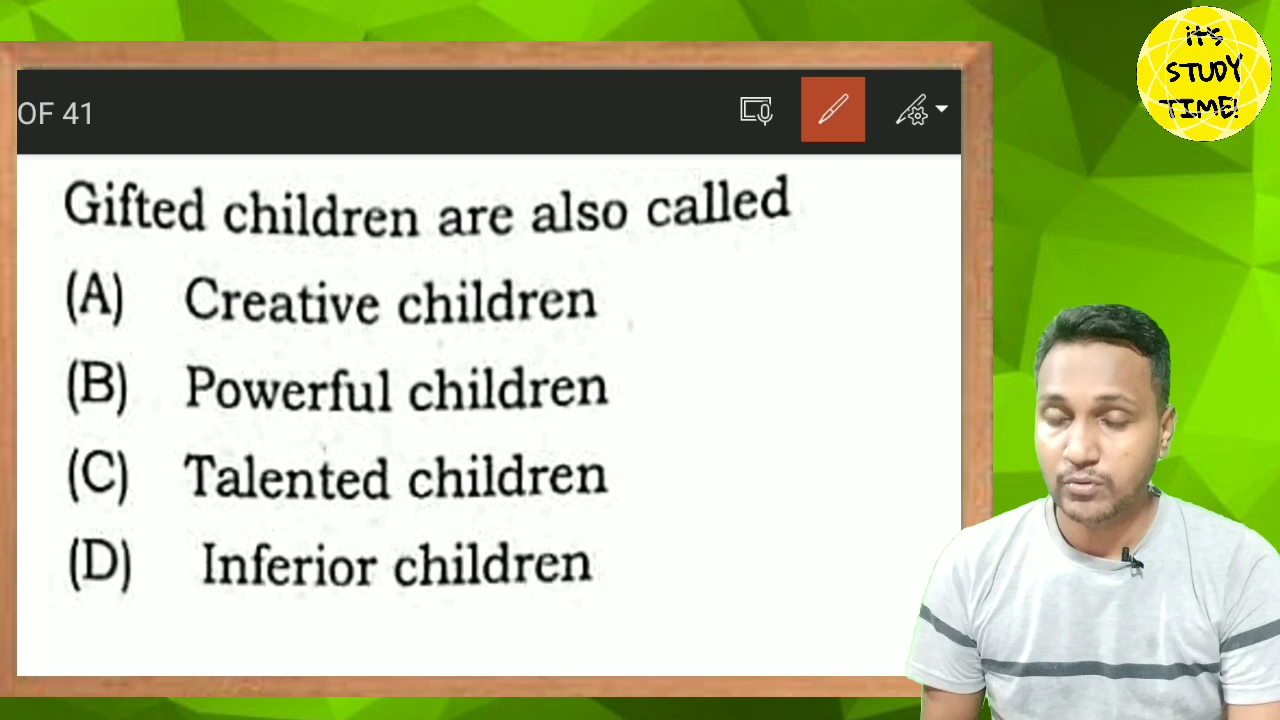 IT'S
STUDY
TIME!
OF 41
Gifted children are also called
(A) Creative children
(B) Powerful children
(C) Talented children
(D) Inferior children